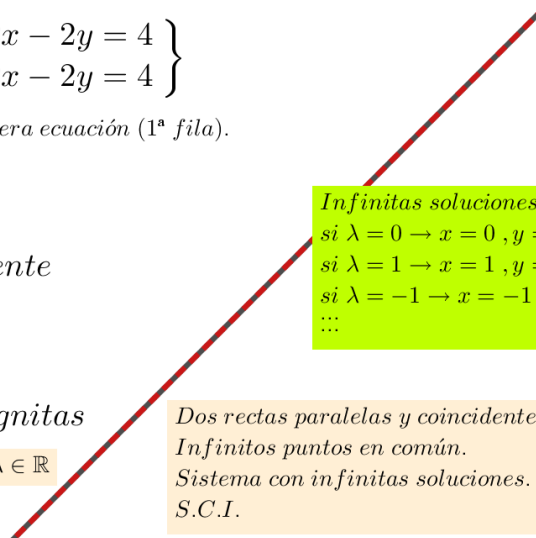 x − 2y = 4
x − 2y = 4
era ecuación (1ª fila).
Infinitas soluciones
si λ = 0 → x = 0 , y =
si λ = 1 → x = 1 , y =
si λ = −1 → x = −1
...
ente
gnitas
λ ∈ ℝ
Dos rectas paralelas y coincidente
Infinitos puntos en común.
Sistema con infinitas soluciones.
S.C.I.